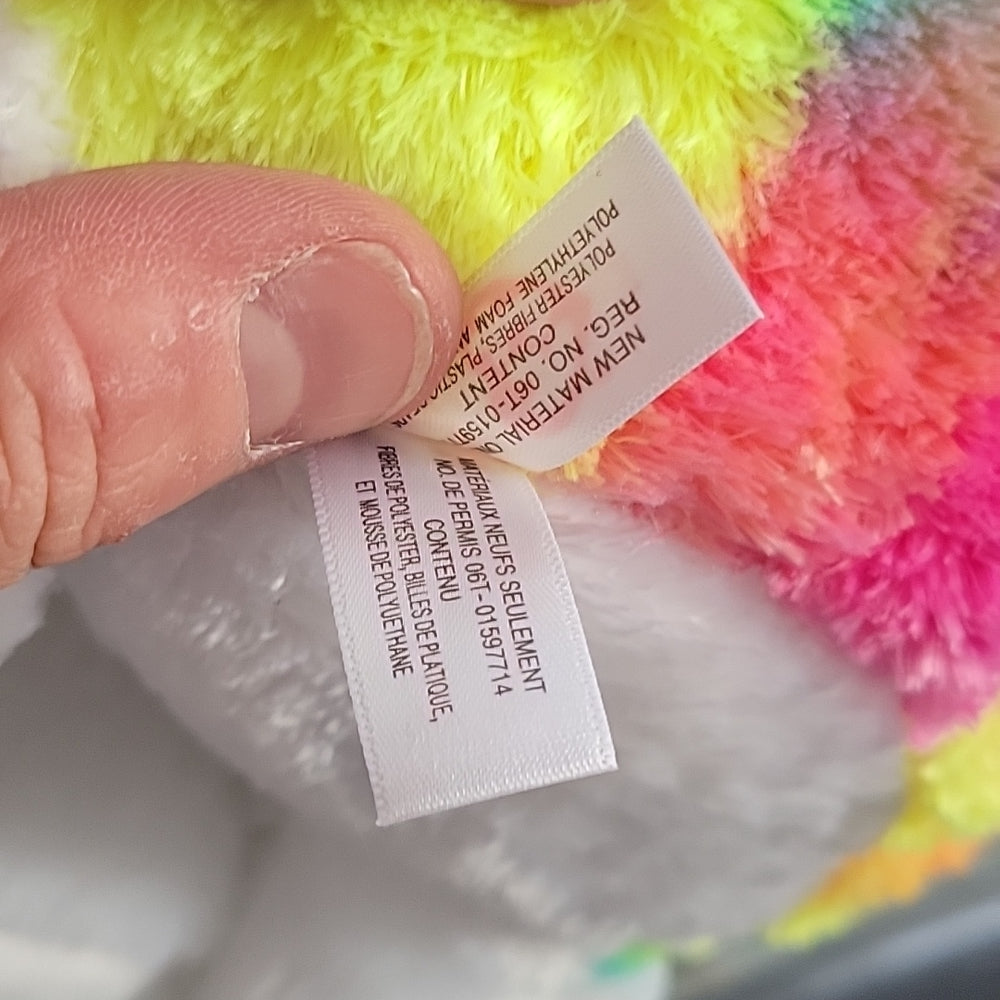 NEW MATERIAL
REG. NO. 06T-0159
CONTENT
POLYESTER FIBRES, PLASTIC
POLYETHYLENE FOAM
MATERIAUX NEUFS SEULEMENT
NO. DE PERMIS 06T- 01597714
CONTENU
FIBRES DE POLYESTER, BILLES DE PLATIQUE,
ET MOUSSE DE POLYUETHANE